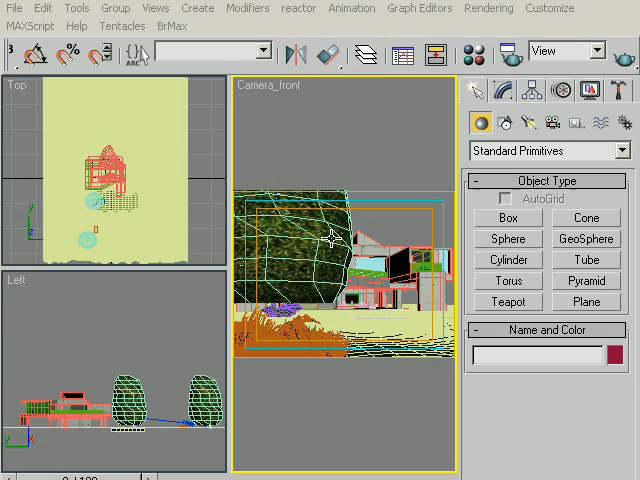 File Edit Tools Group Views Create Modifiers reactor Animation Graph Editors Rendering Customize
MAXScript Help Tentacles BrMax
3 % {} ABC View
Top
Camera_front
Standard Primitives
- Object Type
AutoGrid
Box Cone
Sphere GeoSphere
Cylinder Tube
Torus Pyramid
Teapot Plane
y
z
Left
- Name and Color
y x